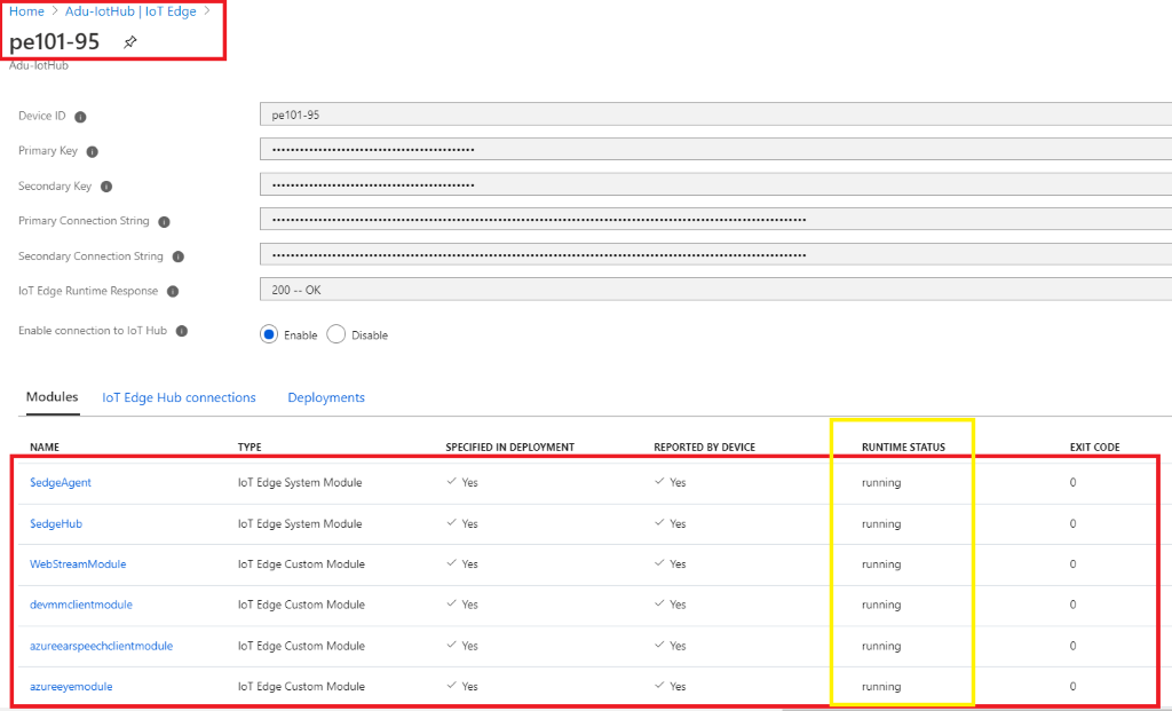 Home > Adu-IotHub | IoT Edge >
pe101-95
Adu-IotHub
Device ID pe101-95
Primary Key ••••••••••••••••••••••••••••••••••••••••••••
Secondary Key ••••••••••••••••••••••••••••••••••••••••••••
Primary Connection String
Secondary Connection String
IoT Edge Runtime Response 200 -- OK
Enable connection to IoT Hub Enable Disable
Modules IoT Edge Hub connections Deployments
NAME TYPE SPECIFIED IN DEPLOYMENT REPORTED BY DEVICE RUNTIME STATUS EXIT CODE
$edgeAgent IoT Edge System Module Yes Yes running 0
$edgeHub IoT Edge System Module Yes Yes running 0
WebStreamModule IoT Edge Custom Module Yes Yes running 0
devmmclientmodule IoT Edge Custom Module Yes Yes running 0
azureearspeechclientmodule IoT Edge Custom Module Yes Yes running 0
azureeyemodule IoT Edge Custom Module Yes Yes running 0